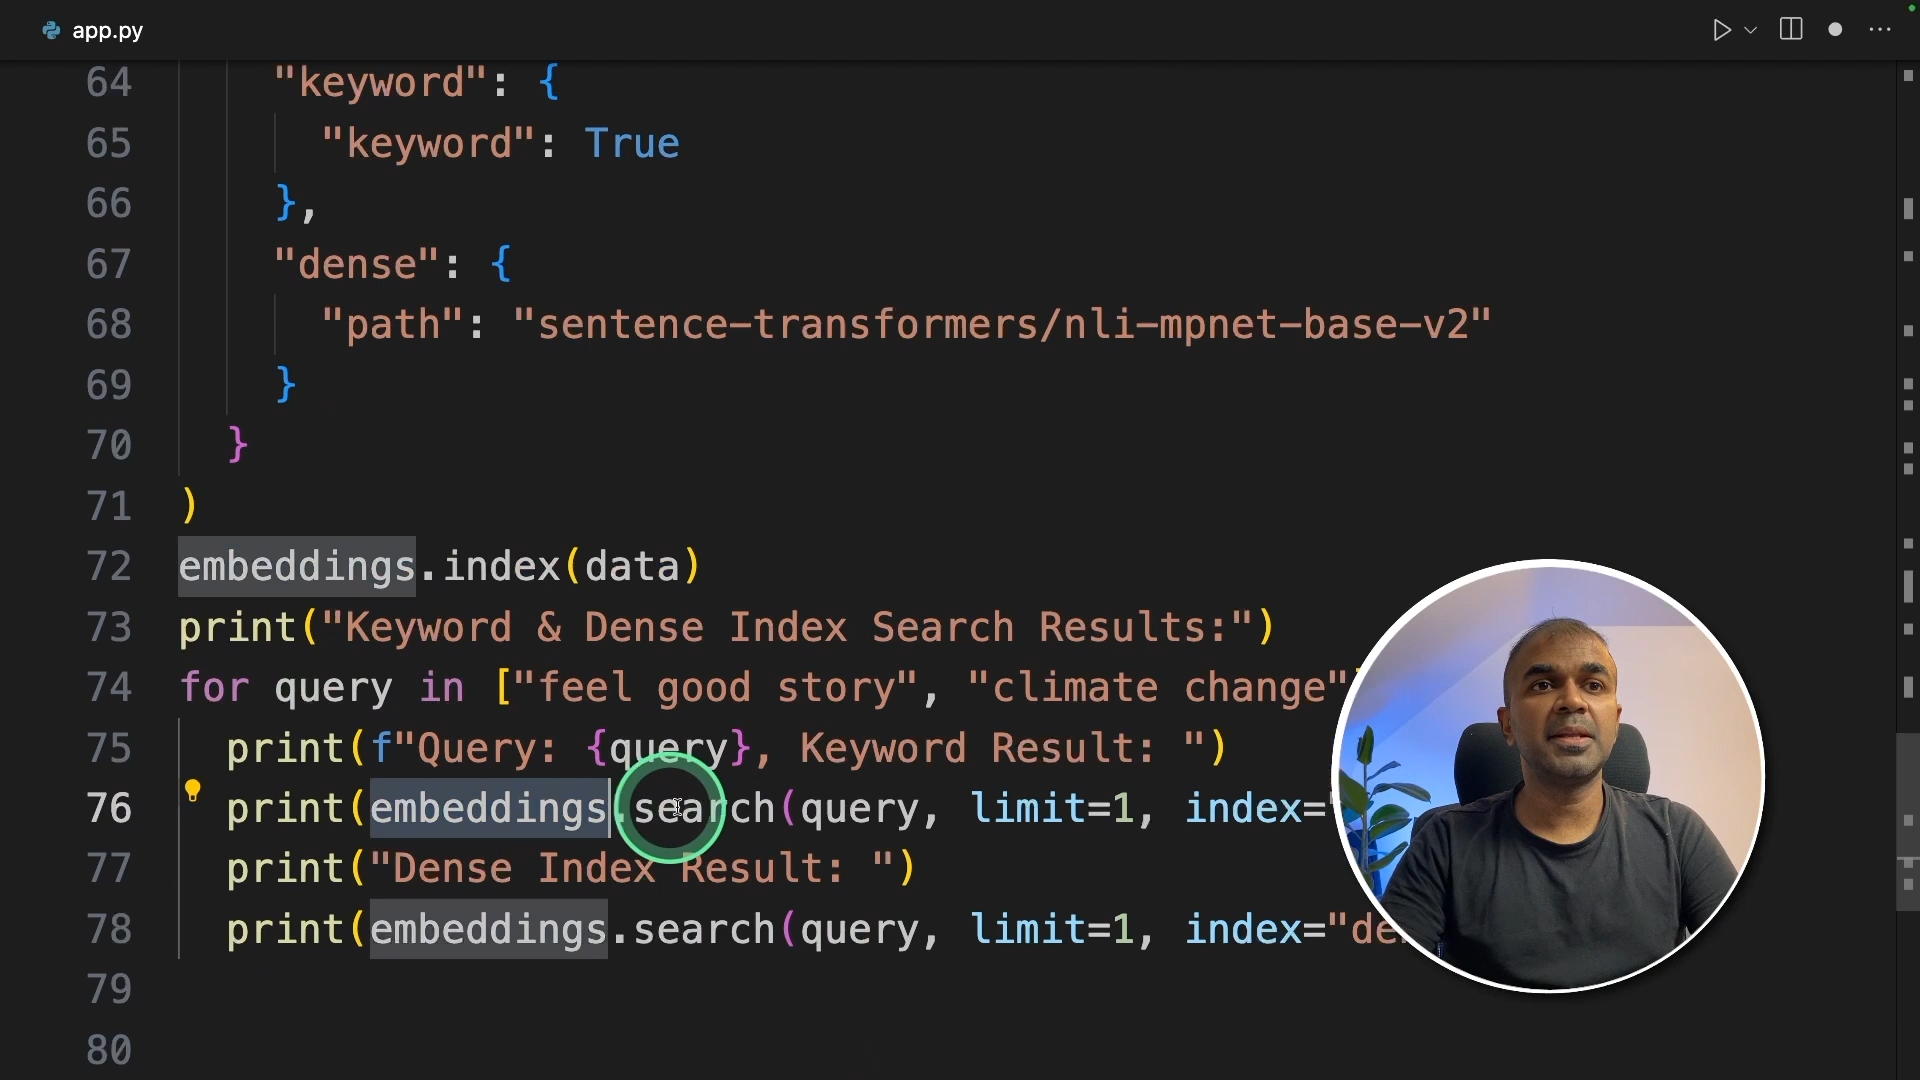 app.py
64 "keyword": {
65 "keyword": True
66 },
67 "dense": {
68 "path": "sentence-transformers/nli-mpnet-base-v2"
69 }
70 }
71 )
72 embeddings.index(data)
73 print("Keyword & Dense Index Search Results:")
74 for query in ["feel good story", "climate change"
75 print(f"Query: {query}, Keyword Result: ")
76 print(embeddings.search(query, limit=1, index=
77 print("Dense Index Result: ")
78 print(embeddings.search(query, limit=1, index="de
79
80